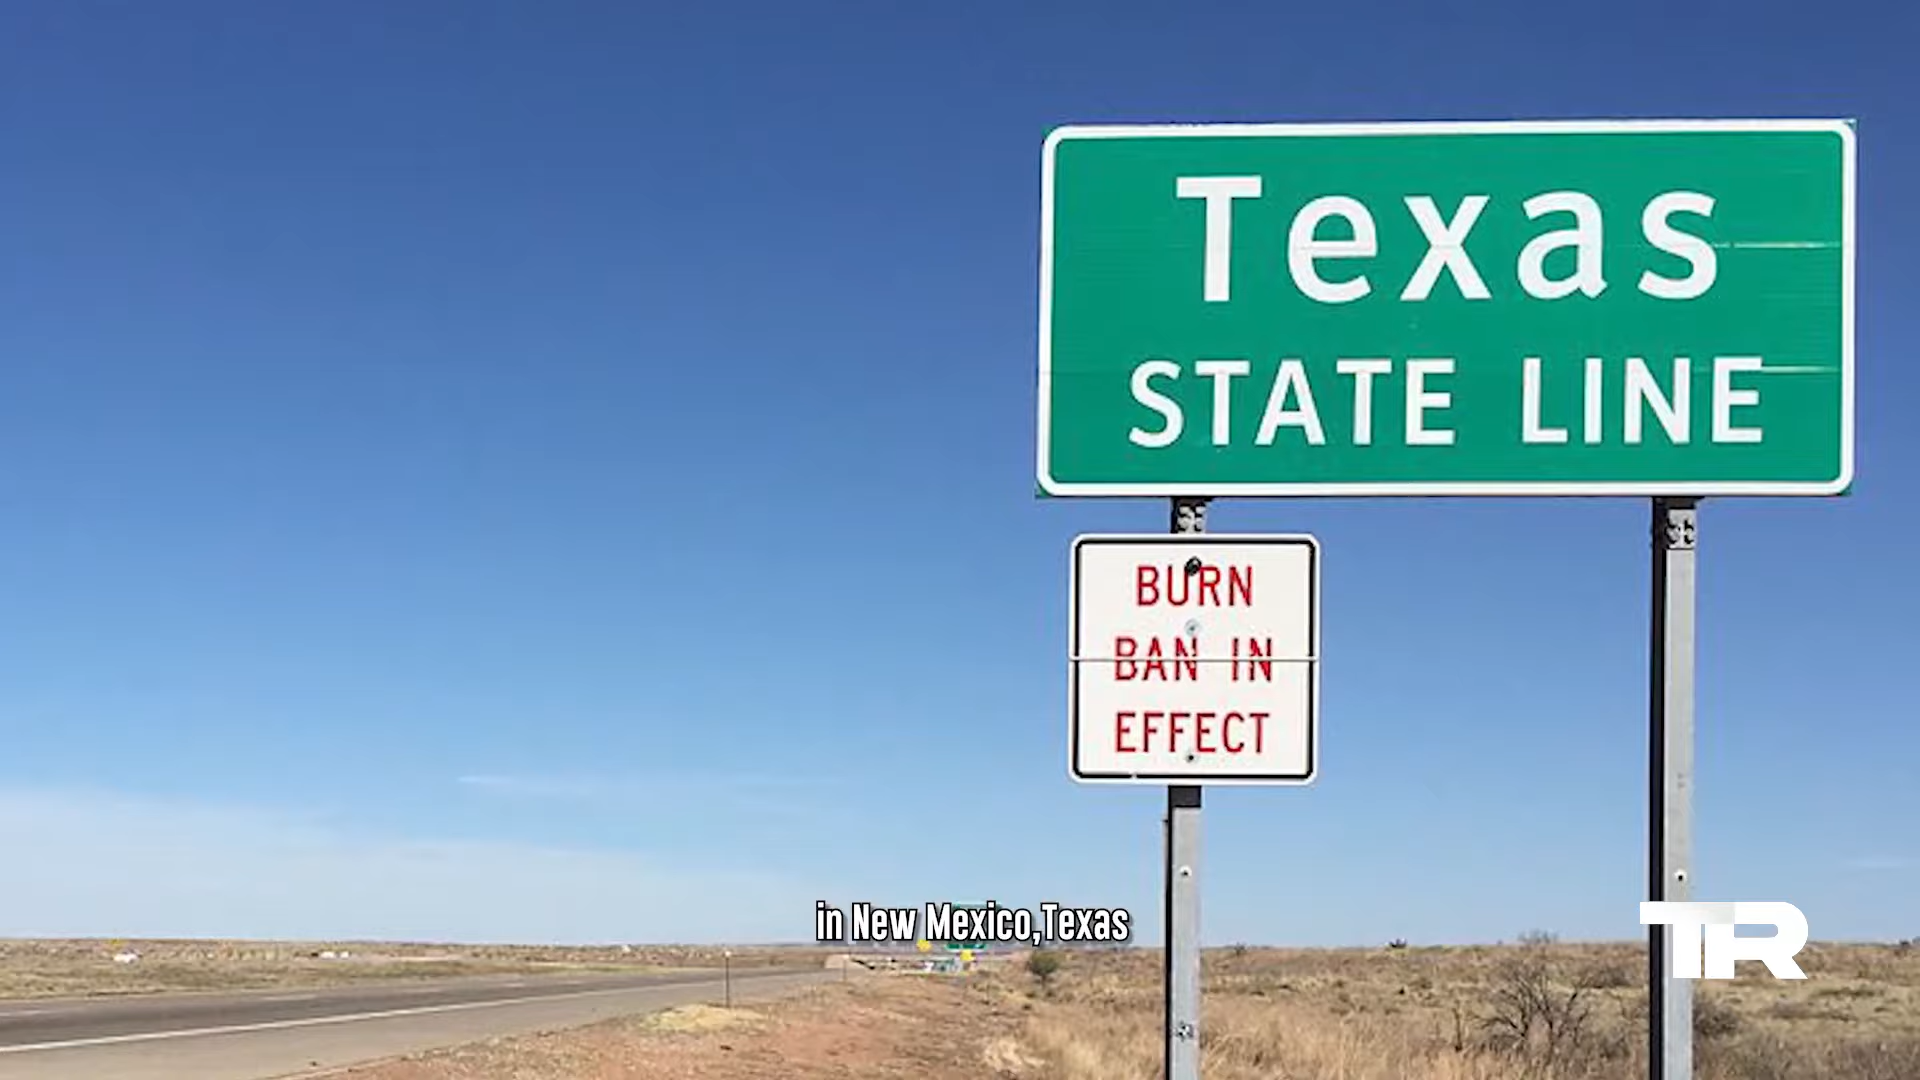 Texas
STATE LINE
BURN
BAN IN
EFFECT
in New Mexico,Texas
TR